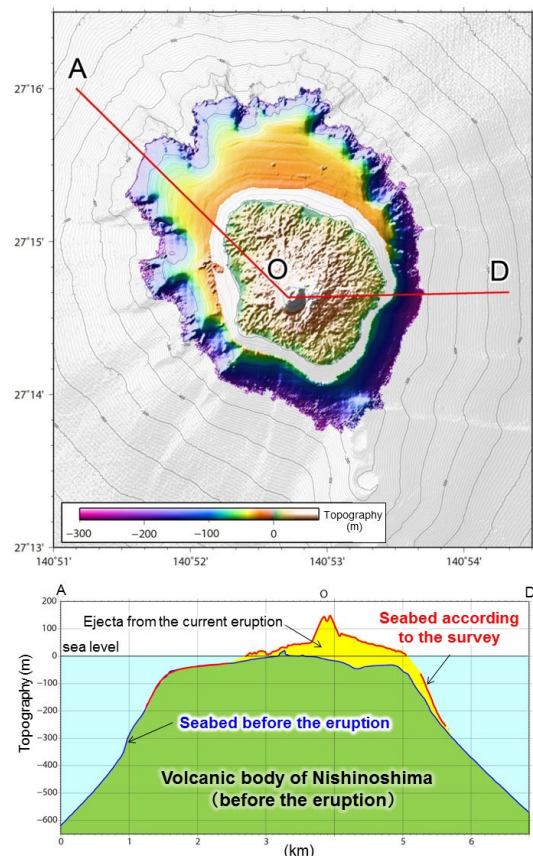 A
O
D
27°16'
27°15'
27°14'
27°13'
140°51'
140°52'
140°53'
140°54'
Topography
(m)
−300
−200
−100
0
A
O
D
200
100
0
−100
−200
−300
−400
−500
−600
Topography (m)
Ejecta from the current eruption
Seabed according
to the survey
sea level
Seabed before the eruption
Volcanic body of Nishinoshima
(before the eruption)
0
1
2
3
4
5
6
(km)